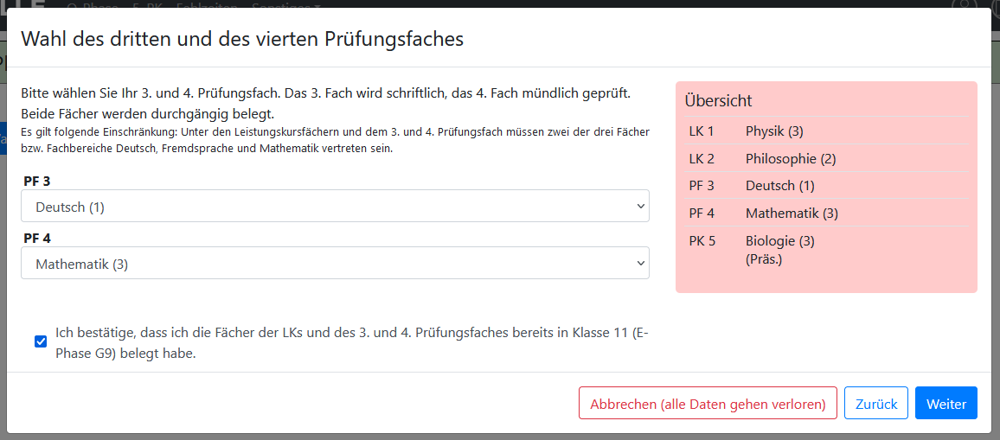 Q-Phase E-PK Fehlzeiten Sonstiges
Wahl des dritten und des vierten Prüfungsfaches
Bitte wählen Sie Ihr 3. und 4. Prüfungsfach. Das 3. Fach wird schriftlich, das 4. Fach mündlich geprüft.
Beide Fächer werden durchgängig belegt.
Es gilt folgende Einschränkung: Unter den Leistungskursfächern und dem 3. und 4. Prüfungsfach müssen zwei der drei Fächer
bzw. Fachbereiche Deutsch, Fremdsprache und Mathematik vertreten sein.
PF 3
Deutsch (1)
PF 4
Mathematik (3)
Ich bestätige, dass ich die Fächer der LKs und des 3. und 4. Prüfungsfaches bereits in Klasse 11 (E-
Phase G9) belegt habe.
Übersicht
LK 1 Physik (3)
LK 2 Philosophie (2)
PF 3 Deutsch (1)
PF 4 Mathematik (3)
PK 5 Biologie (3)
(Präs.)
Abbrechen (alle Daten gehen verloren) Zurück Weiter